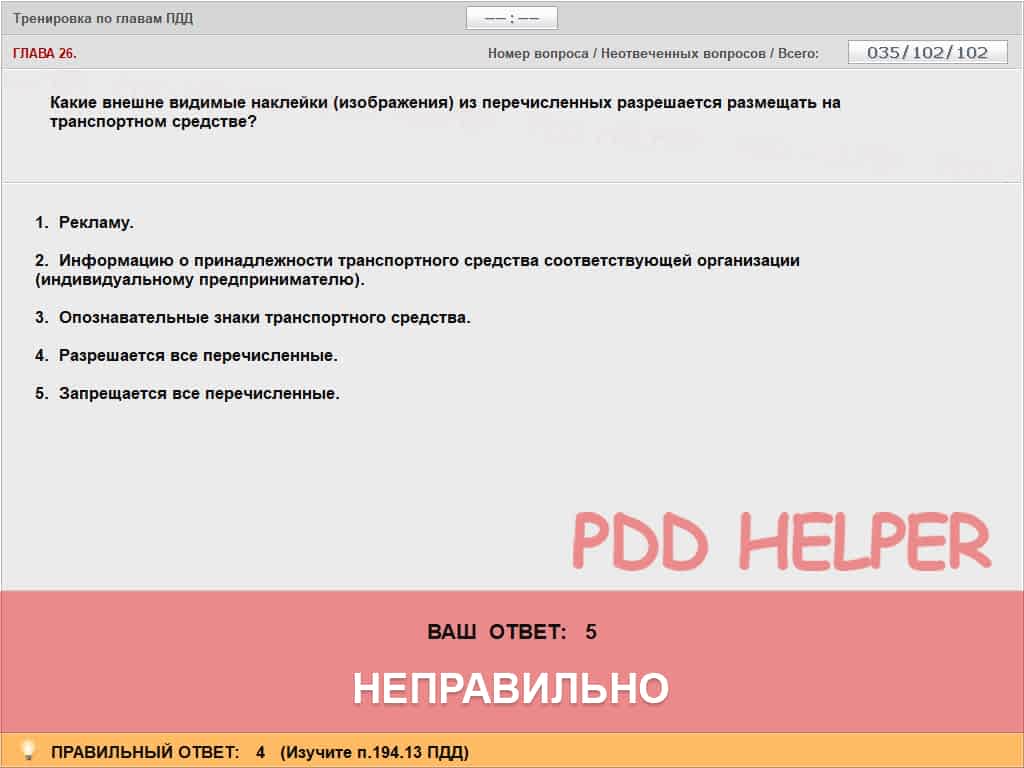 Тренировка по главам ПДД
—— : ——
ГЛАВА 26.
Номер вопроса / Неотвеченных вопросов / Всего:
035/102/102
Какие внешне видимые наклейки (изображения) из перечисленных разрешается размещать на
транспортном средстве?
1. Рекламу.
2. Информацию о принадлежности транспортного средства соответствующей организации
(индивидуальному предпринимателю).
3. Опознавательные знаки транспортного средства.
4. Разрешается все перечисленные.
5. Запрещается все перечисленные.
PDD HELPER
ВАШ ОТВЕТ: 5
НЕПРАВИЛЬНО
ПРАВИЛЬНЫЙ ОТВЕТ: 4 (Изучите п.194.13 ПДД)